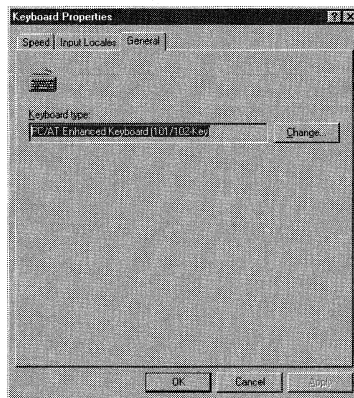 Keyboard Properties
Speed Input Locales General
Keyboard type:
PC/AT Enhanced Keyboard (101/102-Key
Change...
OK Cancel Apply